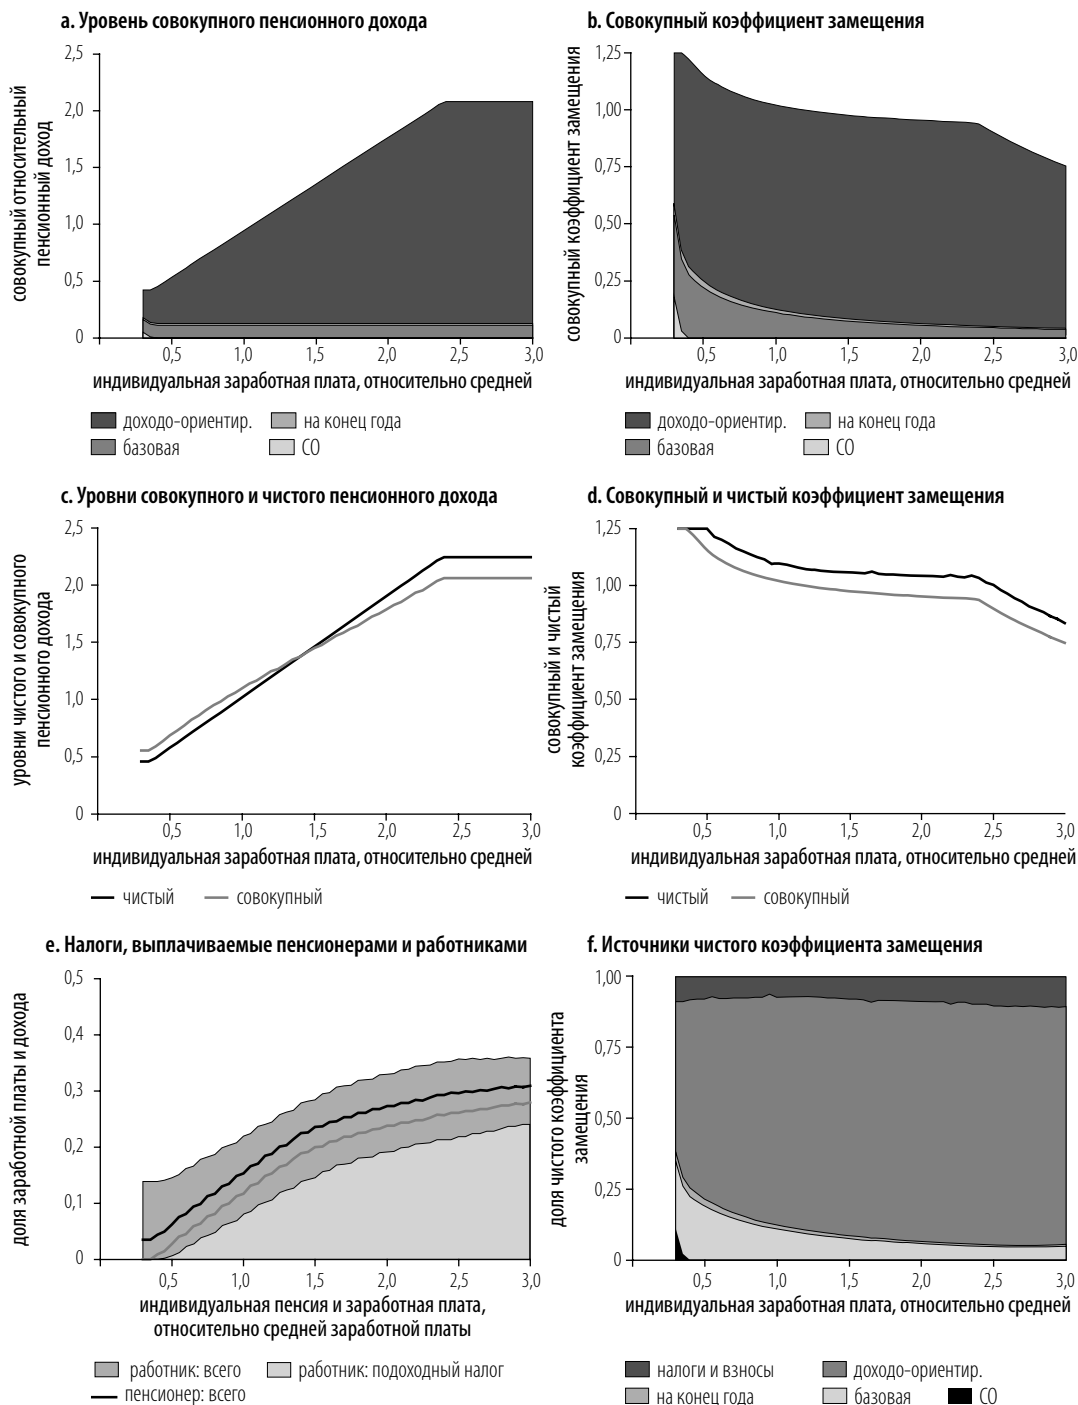 a. Уровень совокупного пенсионного дохода
совокупный относительный
пенсионный доход
2,5
2,0
1,5
1,0
0,5
0
0,5 1,0 1,5 2,0 2,5 3,0
индивидуальная заработная плата, относительно средней
доходо-ориентир. на конец года
базовая СО
b. Совокупный коэффициент замещения
совокупный коэффициент замещения
1,25
1,00
0,75
0,50
0,25
0
0,5 1,0 1,5 2,0 2,5 3,0
индивидуальная заработная плата, относительно средней
доходо-ориентир. на конец года
базовая СО
c. Уровни совокупного и чистого пенсионного дохода
уровни чистого и совокупного
пенсионного дохода
2,5
2,0
1,5
1,0
0,5
0
0,5 1,0 1,5 2,0 2,5 3,0
индивидуальная заработная плата, относительно средней
чистый совокупный
d. Совокупный и чистый коэффициент замещения
совокупный и чистый
коэффициент замещения
1,25
1,00
0,75
0,50
0,25
0
0,5 1,0 1,5 2,0 2,5 3,0
индивидуальная заработная плата, относительно средней
чистый совокупный
e. Налоги, выплачиваемые пенсионерами и работниками
доля заработной платы и дохода
0,5
0,4
0,3
0,2
0,1
0
0,5 1,0 1,5 2,0 2,5 3,0
индивидуальная пенсия и заработная плата,
относительно средней заработной платы
работник: всего работник: подоходный налог
пенсионер: всего
f. Источники чистого коэффициента замещения
доля чистого коэффициента
замещения
1,00
0,75
0,50
0,25
0
0,5 1,0 1,5 2,0 2,5 3,0
индивидуальная заработная плата, относительно средней
налоги и взносы доходо-ориентир.
на конец года базовая СО